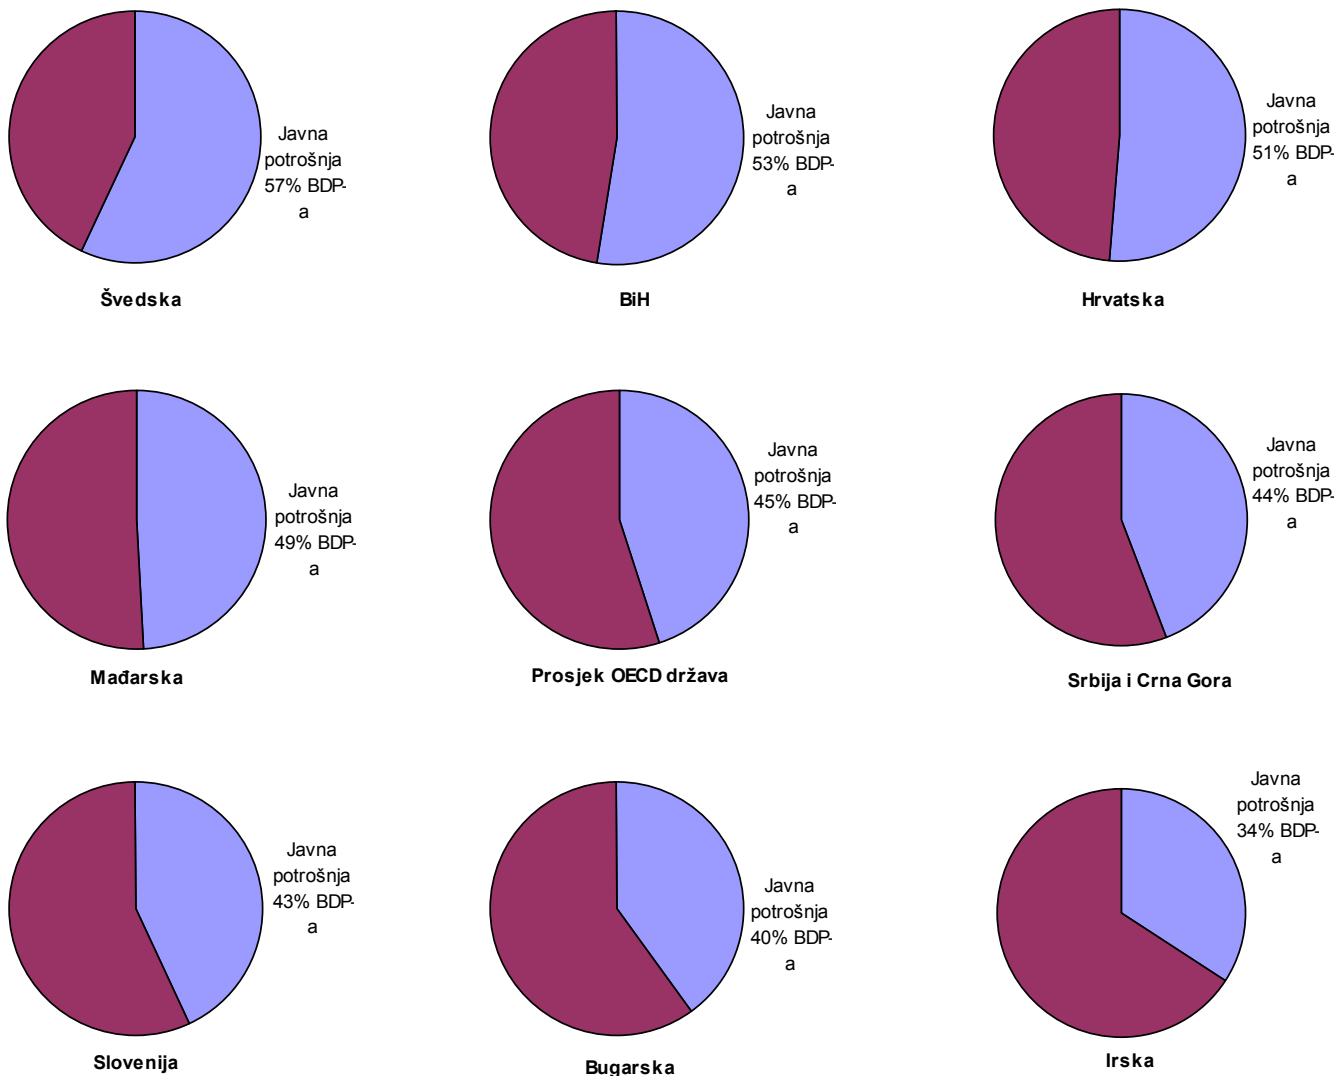 Javna
potrošnja
57% BDP-
a
Švedska
Javna
potrošnja
53% BDP-
a
BiH
Javna
potrošnja
51% BDP-
a
Hrvatska
Javna
potrošnja
49% BDP-
a
Mađarska
Javna
potrošnja
45% BDP-
a
Prosjek OECD država
Javna
potrošnja
44% BDP-
a
Srbija i Crna Gora
Javna
potrošnja
43% BDP-
a
Slovenija
Javna
potrošnja
40% BDP-
a
Bugarska
Javna
potrošnja
34% BDP-
a
Irska